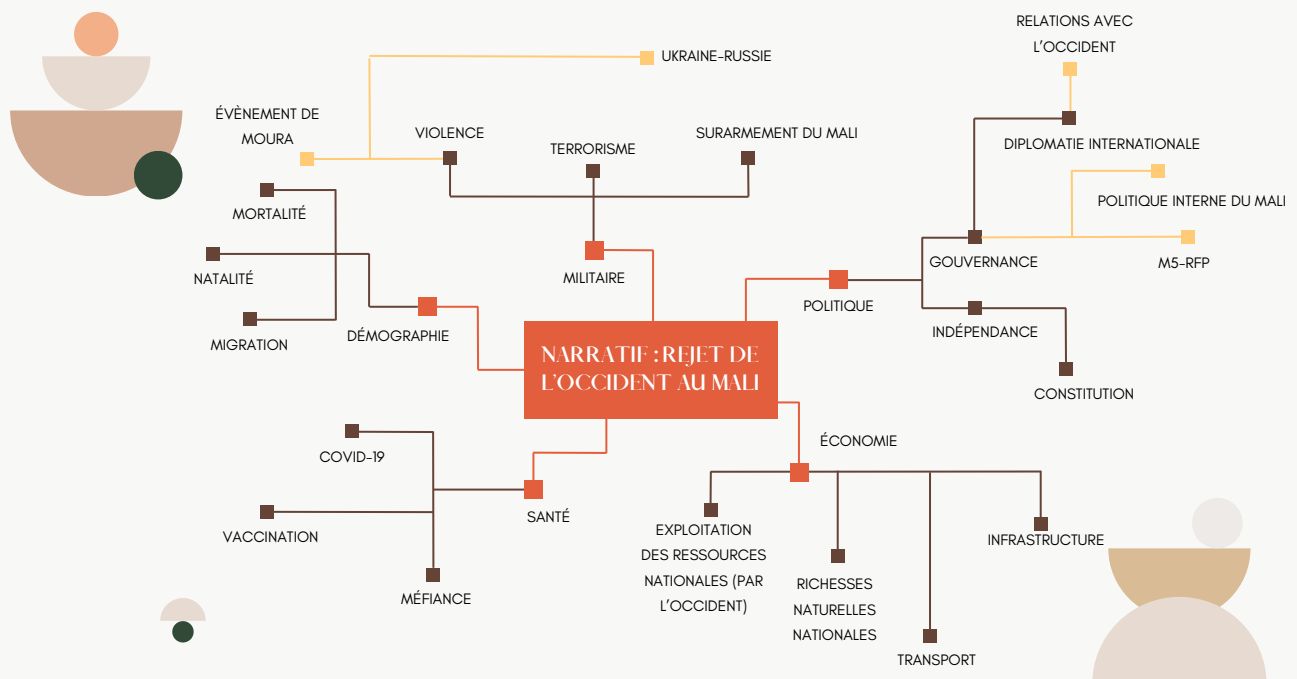 RELATIONS AVEC
L'OCCIDENT
UKRAINE-RUSSIE
ÉVÈNEMENT DE
MOURA
VIOLENCE
TERRORISME
SURARMEMENT DU MALI
DIPLOMATIE INTERNATIONALE
POLITIQUE INTERNE DU MALI
MORTALITÉ
NATALITÉ
MIGRATION
DÉMOGRAPHIE
MILITAIRE
POLITIQUE
GOUVERNANCE
M5-RFP
INDÉPENDANCE
CONSTITUTION
NARRATIF : REJET DE
L'OCCIDENT AU MALI
COVID-19
VACCINATION
MÉFIANCE
SANTÉ
ÉCONOMIE
EXPLOITATION
DES RESSOURCES
NATIONALES (PAR
L'OCCIDENT)
RICHESSES
NATURELLES
NATIONALES
TRANSPORT
INFRASTRUCTURE